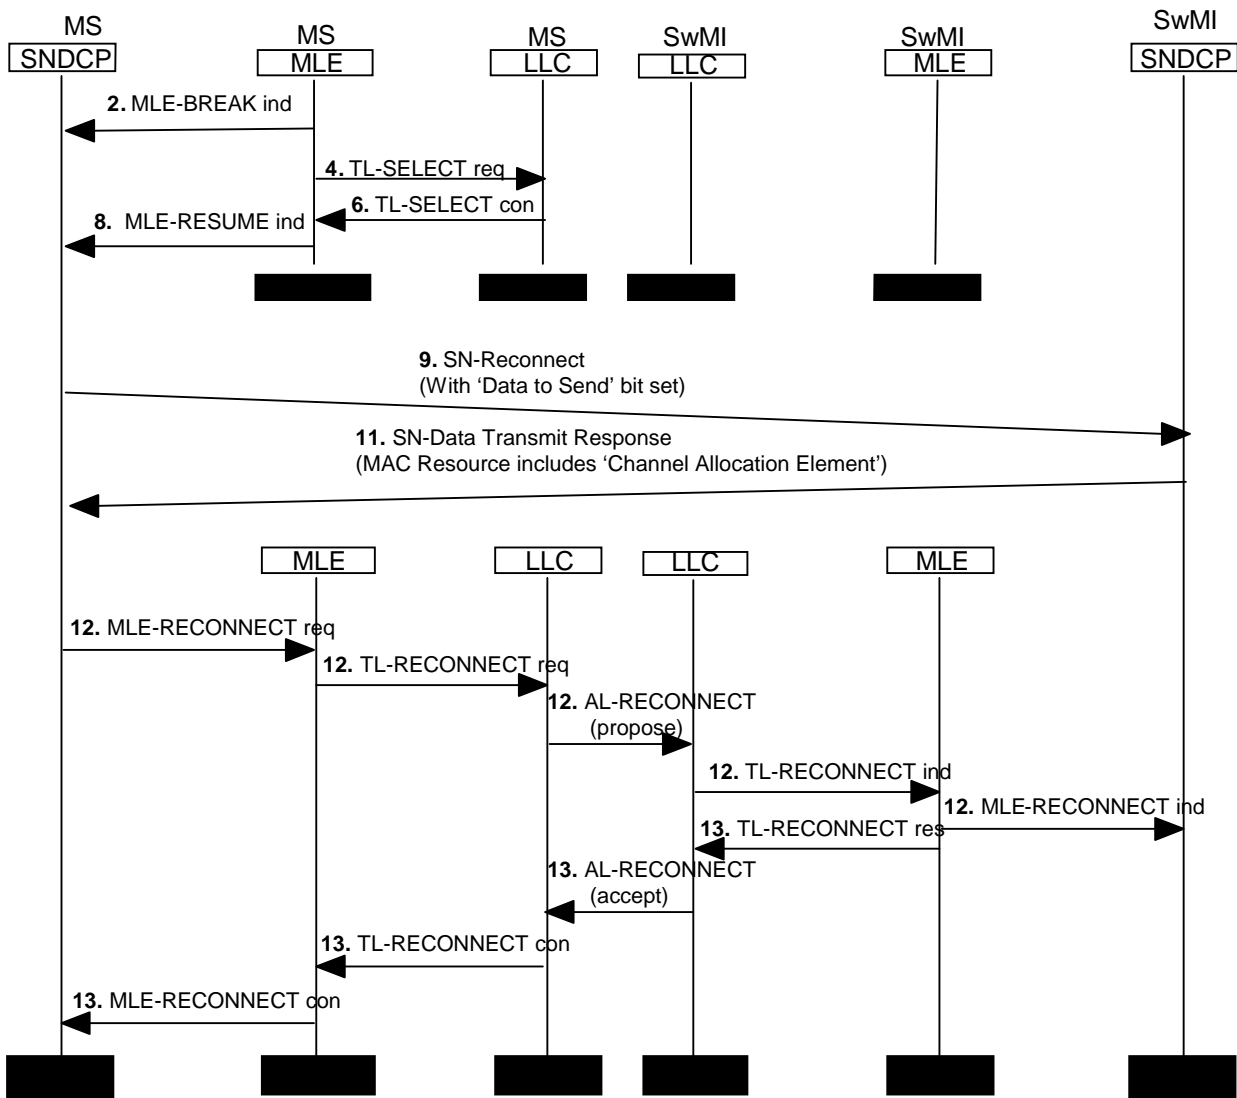 MS
SNDCP
MS
MLE
MS
LLC
SwMI
LLC
SwMI
MLE
SwMI
SNDCP
2. MLE-BREAK ind
4. TL-SELECT req
6. TL-SELECT con
8. MLE-RESUME ind
9. SN-Reconnect
(With ‘Data to Send’ bit set)
11. SN-Data Transmit Response
(MAC Resource includes ‘Channel Allocation Element’)
MLE
LLC
LLC
MLE
12. MLE-RECONNECT req
12. TL-RECONNECT req
12. AL-RECONNECT
(propose)
12. TL-RECONNECT ind
12. MLE-RECONNECT ind
13. TL-RECONNECT res
13. AL-RECONNECT
(accept)
13. TL-RECONNECT con
13. MLE-RECONNECT con